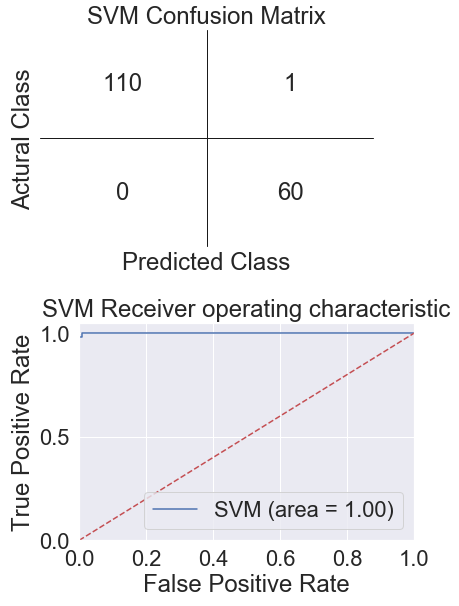 SVM Confusion Matrix
Actural Class
110 1
0 60
Predicted Class
SVM Receiver operating characteristic
True Positive Rate
1.0
0.5
0.0
SVM (area = 1.00)
0.0 0.2 0.4 0.6 0.8 1.0
False Positive Rate